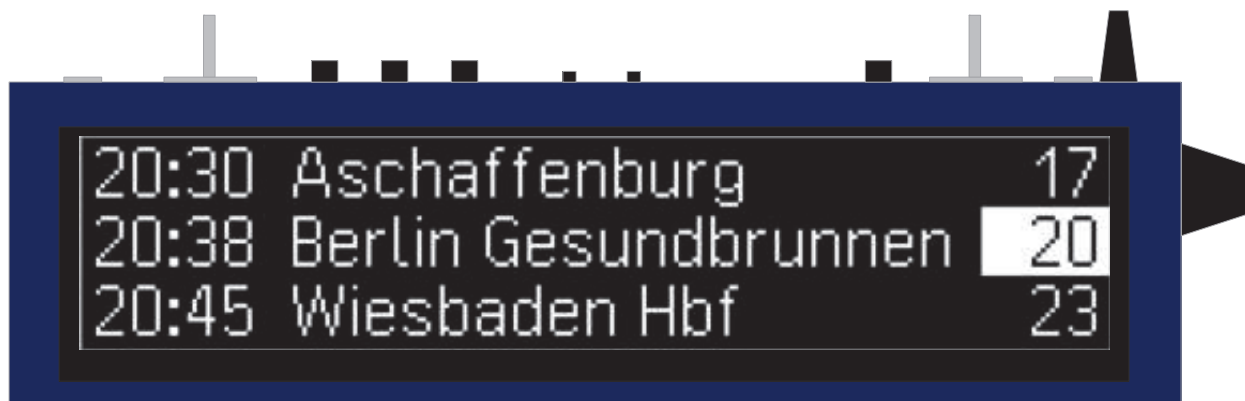 20:30 Aschaffenburg 17
20:38 Berlin Gesundbrunnen 20
20:45 Wiesbaden Hbf 23